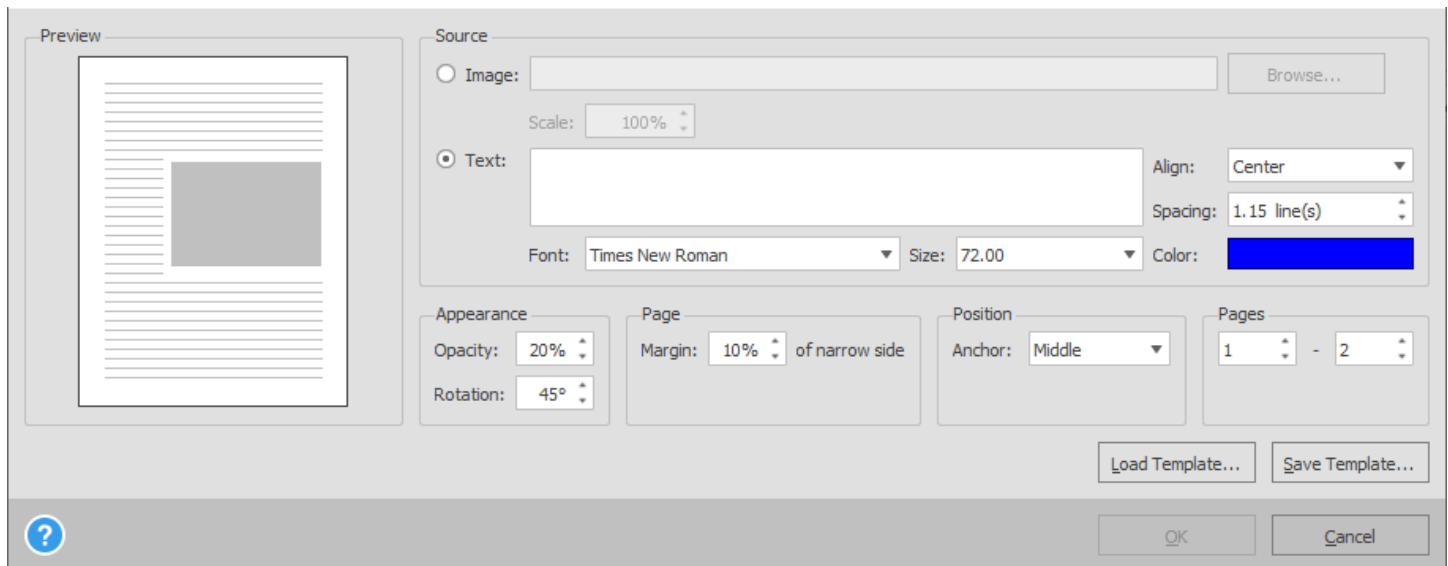 Preview
Source
Image:
Browse...
Scale: 100%
Text:
Align: Center
Spacing: 1.15 line(s)
Font: Times New Roman Size: 72.00 Color:
Appearance Page Position Pages
Opacity: 20% Margin: 10% of narrow side Anchor: Middle 1 - 2
Rotation: 45°
Load Template... Save Template...
? OK Cancel